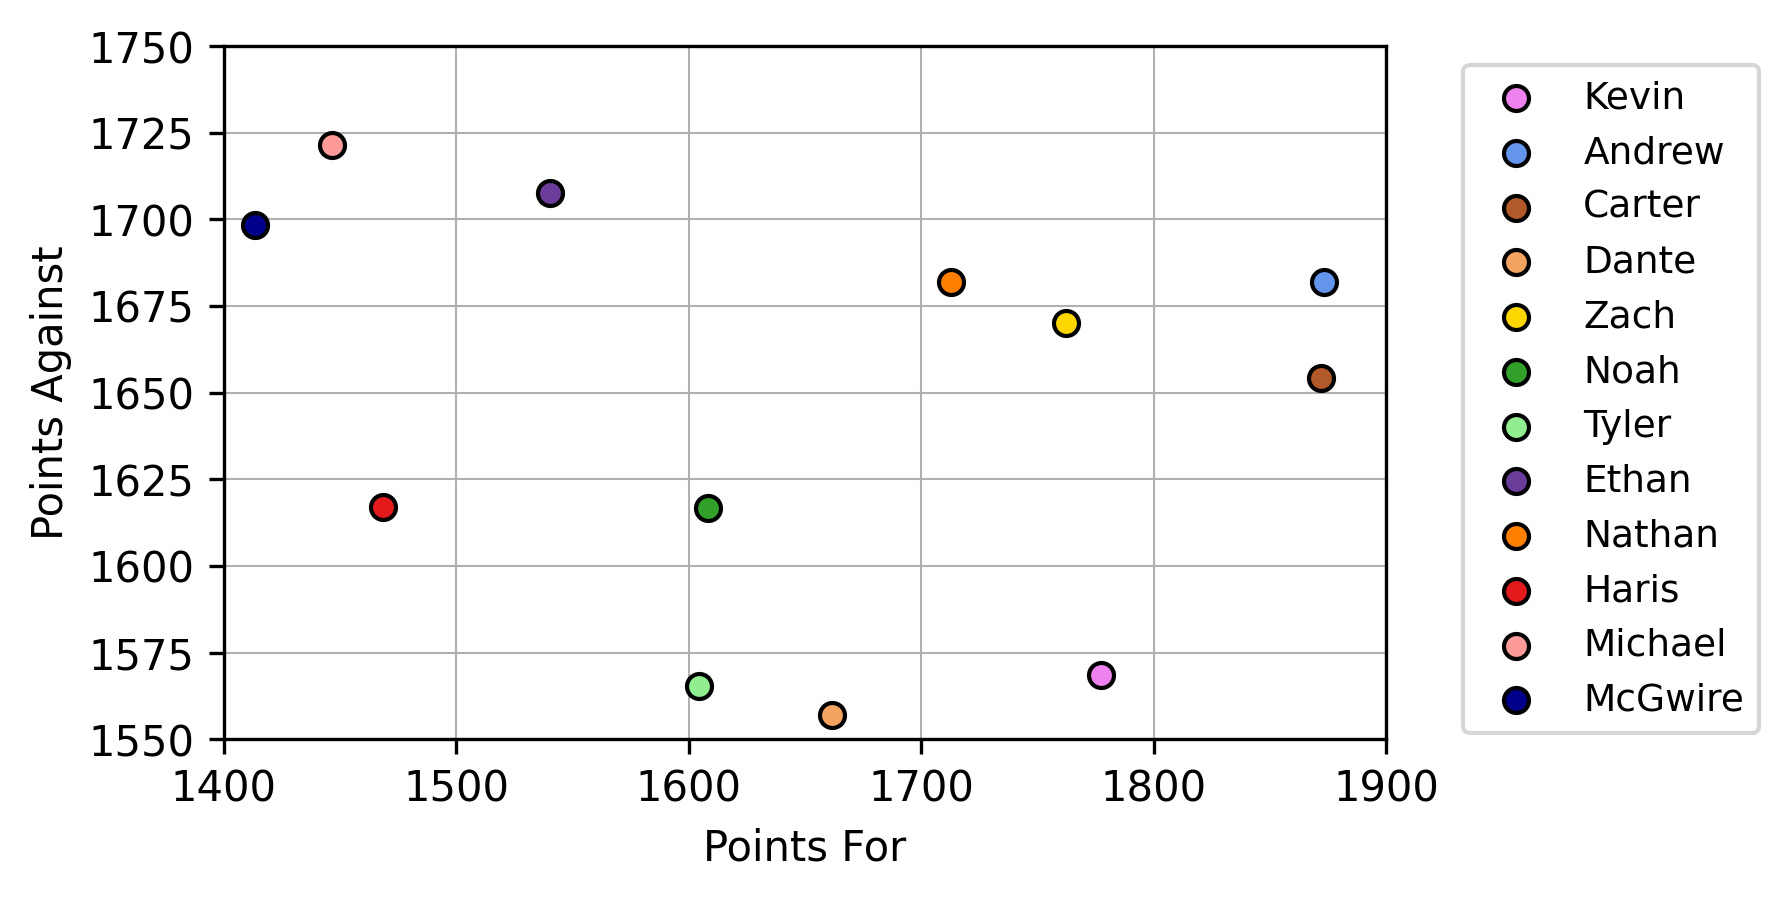 1750
1725
1700
1675
1650
1625
1600
1575
1550
Points Against
1400 1500 1600 1700 1800 1900
Points For
Kevin
Andrew
Carter
Dante
Zach
Noah
Tyler
Ethan
Nathan
Haris
Michael
McGwire